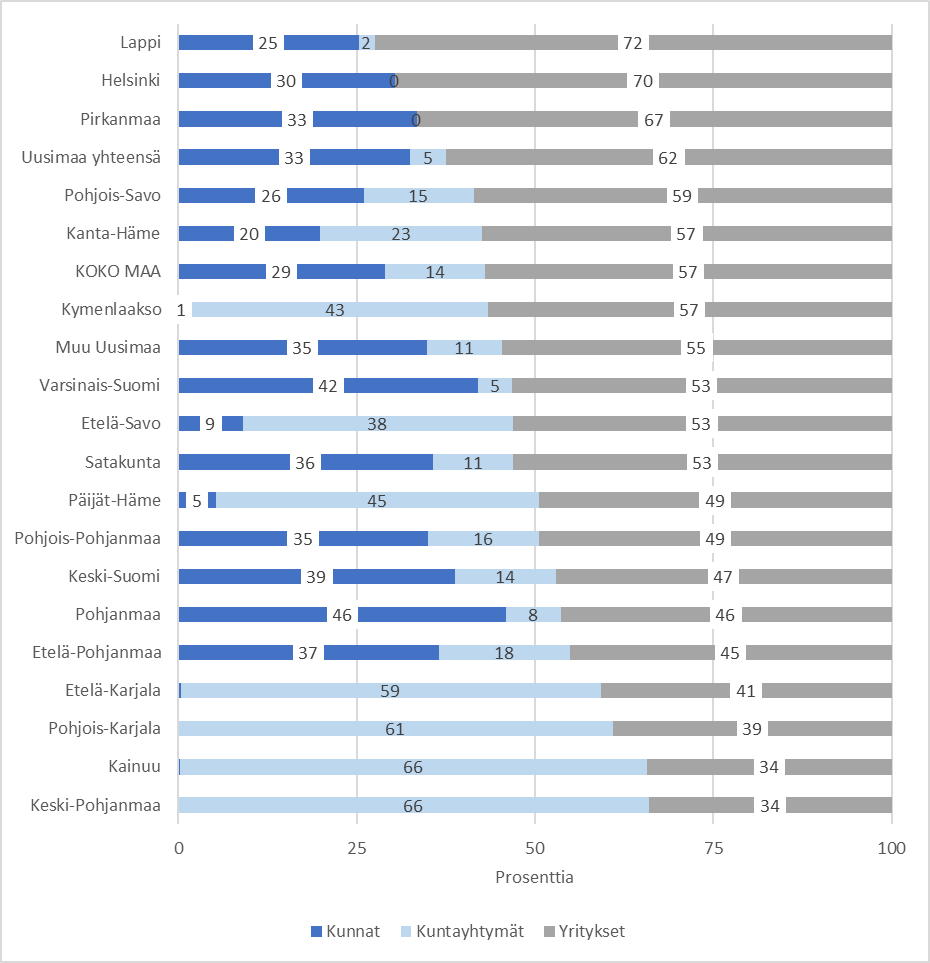 Lappi 25 2 72
Helsinki 30 0 70
Pirkanmaa 33 0 67
Uusimaa yhteensä 33 5 62
Pohjois-Savo 26 15 59
Kanta-Häme 20 23 57
KOKO MAA 29 14 57
Kymenlaakso 1 43 57
Muu Uusimaa 35 11 55
Varsinais-Suomi 42 5 53
Etelä-Savo 9 38 53
Satakunta 36 11 53
Päijät-Häme 5 45 49
Pohjois-Pohjanmaa 35 16 49
Keski-Suomi 39 14 47
Pohjanmaa 46 8 46
Etelä-Pohjanmaa 37 18 45
Etelä-Karjala 59 41
Pohjois-Karjala 61 39
Kainuu 66 34
Keski-Pohjanmaa 66 34
0 25 50 75 100
Prosenttia
Kunnat Kuntayhtymät Yritykset